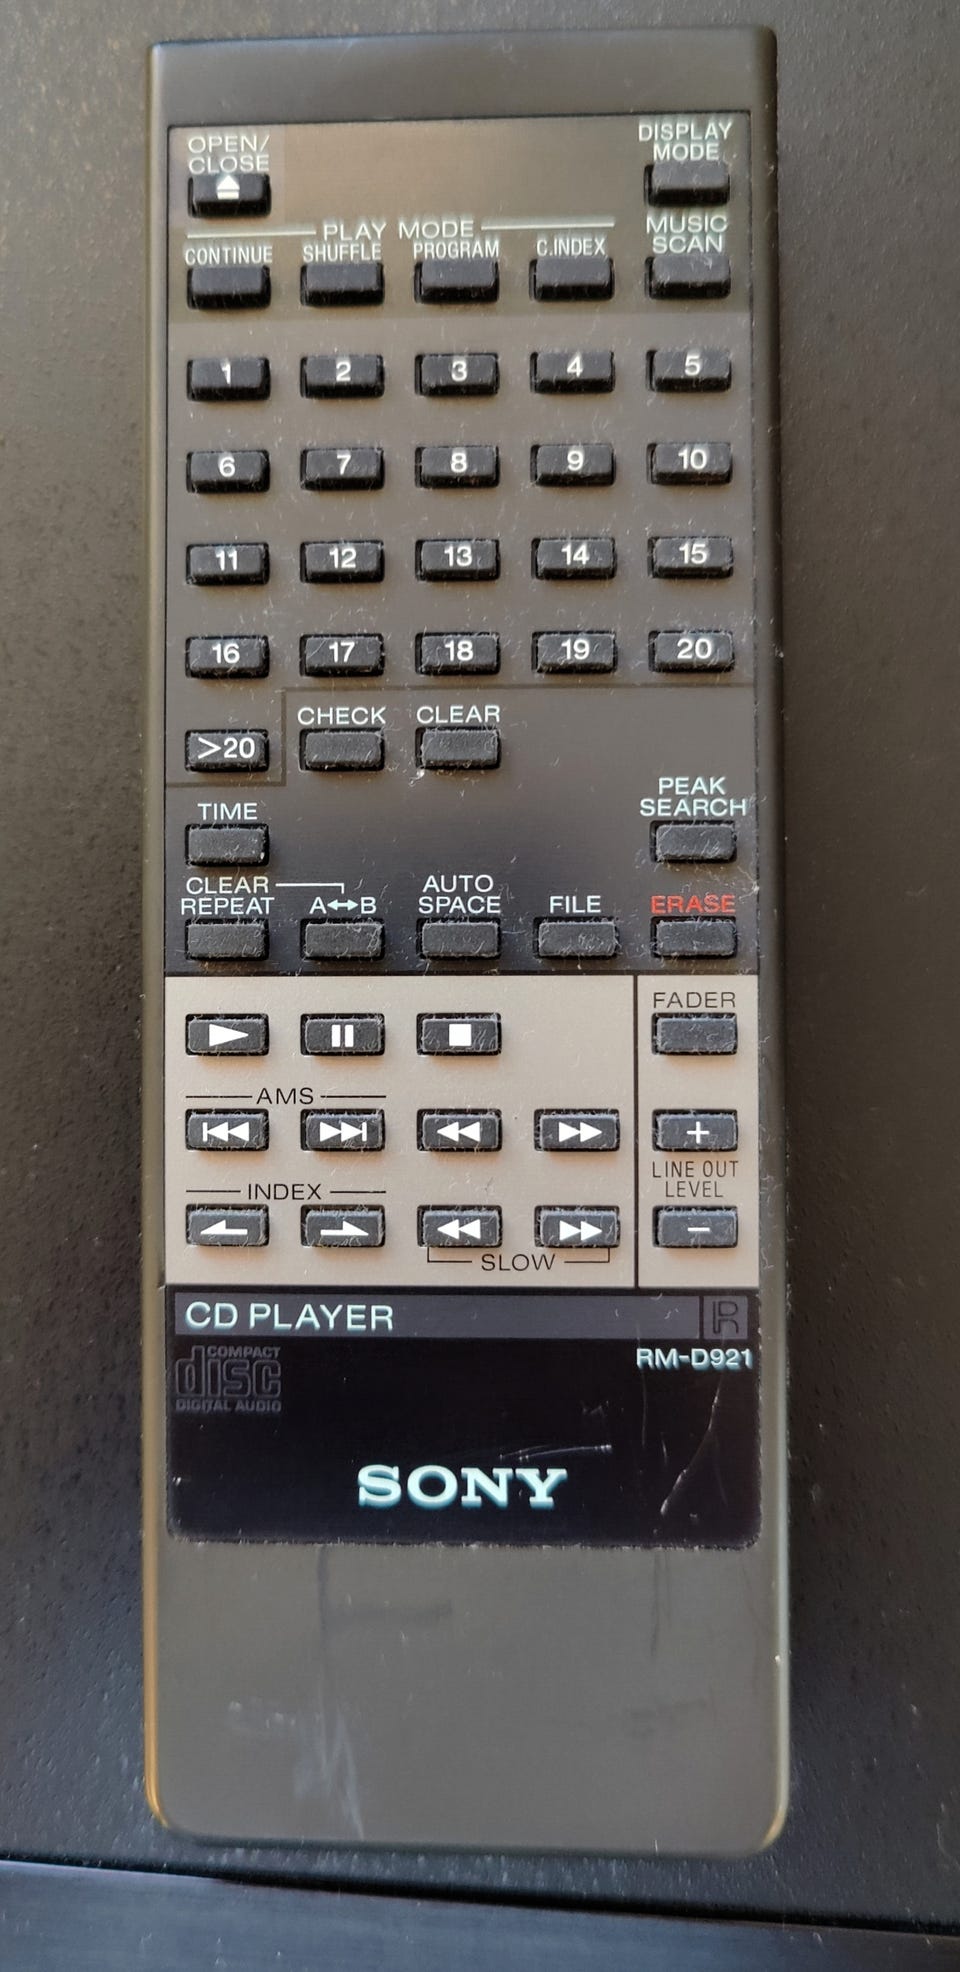 OPEN/
CLOSE
DISPLAY
MODE
PLAY MODE
MUSIC
SCAN
CONTINUE SHUFFLE PROGRAM C.INDEX
1 2 3 4 5
6 7 8 9 10
11 12 13 14 15
16 17 18 19 20
>20
CHECK CLEAR
TIME
PEAK
SEARCH
CLEAR
REPEAT
A↔B
AUTO
SPACE
FILE
ERASE
FADER
AMS
+
LINE OUT
LEVEL
−
INDEX
SLOW
CD PLAYER
R
RM-D921
COMPACT
disc
DIGITAL AUDIO
SONY